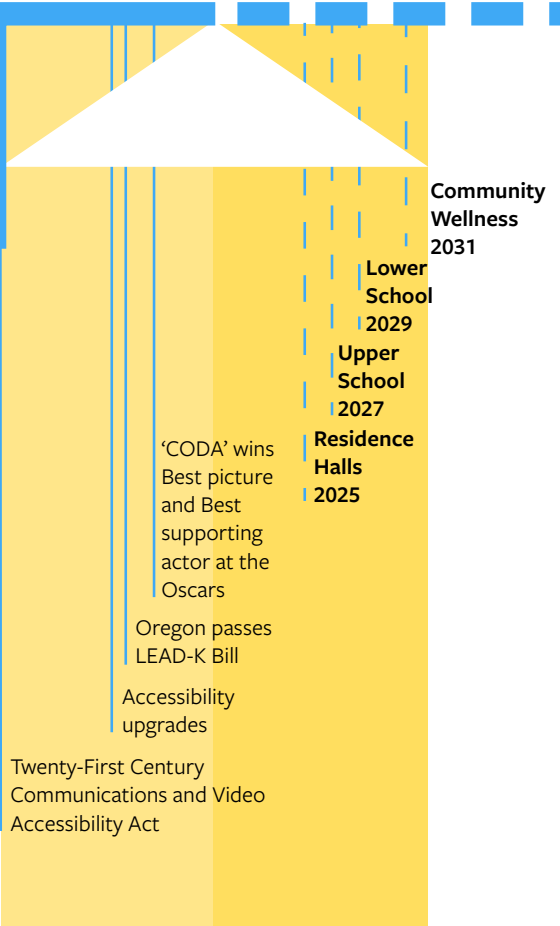 Community
Wellness
2031
Lower
School
2029
Upper
School
2027
Residence
Halls
2025
‘CODA’ wins
Best picture
and Best
supporting
actor at the
Oscars
Oregon passes
LEAD-K Bill
Accessibility
upgrades
Twenty-First Century
Communications and Video
Accessibility Act